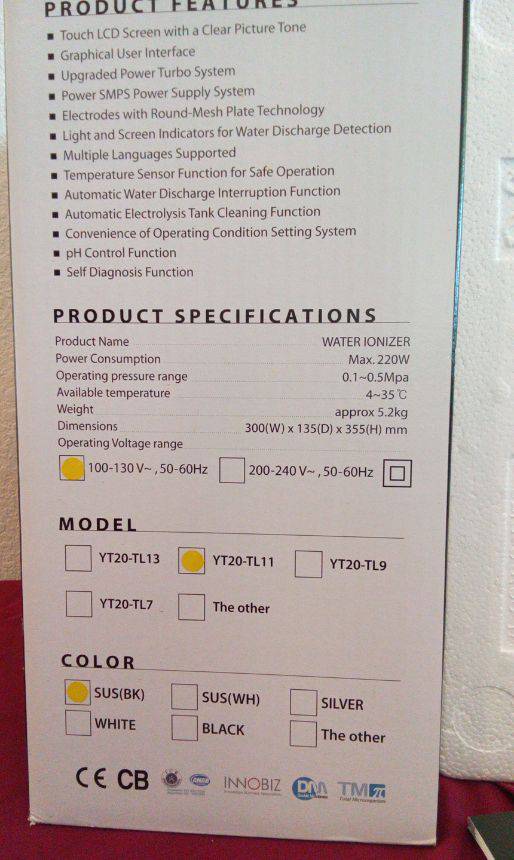 PRODUCT FEATURES
■ Touch LCD Screen with a Clear Picture Tone
■ Graphical User Interface
■ Upgraded Power Turbo System
■ Power SMPS Power Supply System
■ Electrodes with Round-Mesh Plate Technology
■ Light and Screen Indicators for Water Discharge Detection
■ Multiple Languages Supported
■ Temperature Sensor Function for Safe Operation
■ Automatic Water Discharge Interruption Function
■ Automatic Electrolysis Tank Cleaning Function
■ Convenience of Operating Condition Setting System
■ pH Control Function
■ Self Diagnosis Function
PRODUCT SPECIFICATIONS
Product Name WATER IONIZER
Power Consumption Max. 220W
Operating pressure range 0.1~0.5Mpa
Available temperature 4~35℃
Weight approx 5.2kg
Dimensions 300(W) x 135(D) x 355(H) mm
Operating Voltage range
100-130 V~ , 50-60Hz 200-240 V~ , 50-60Hz
MODEL
YT20-TL13 YT20-TL11 YT20-TL9
YT20-TL7 The other
COLOR
SUS(BK) SUS(WH) SILVER
WHITE BLACK The other
CE CB INNOBIZ DM TMπ